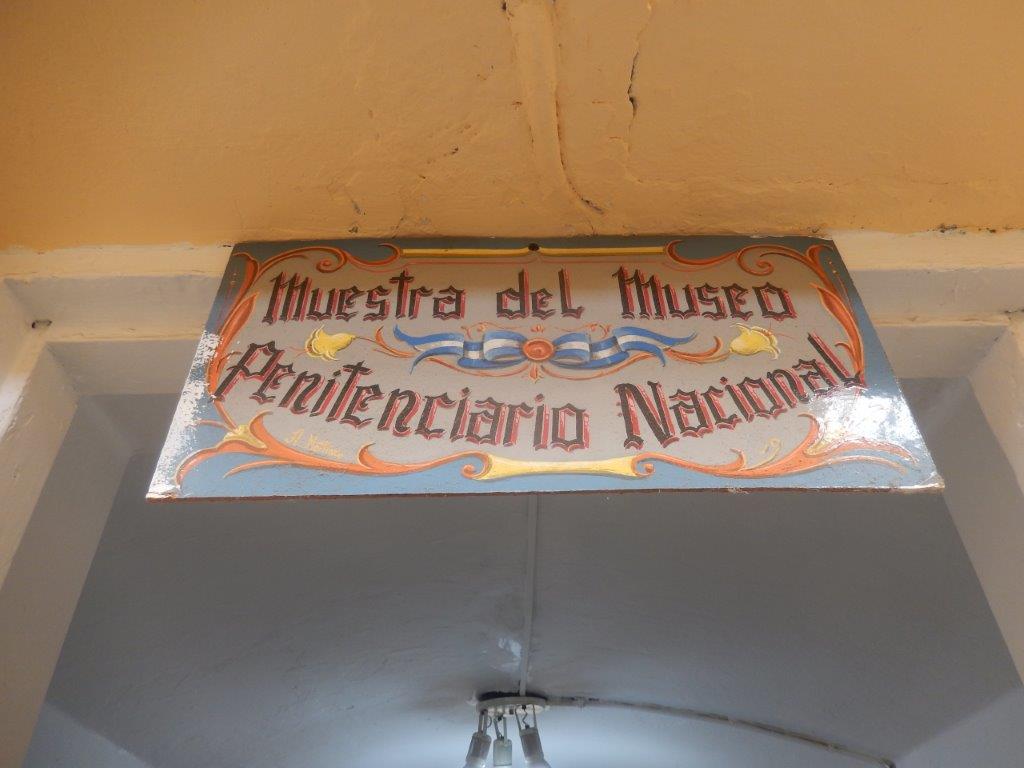 Muestra del Museo
Penitenciario Nacional